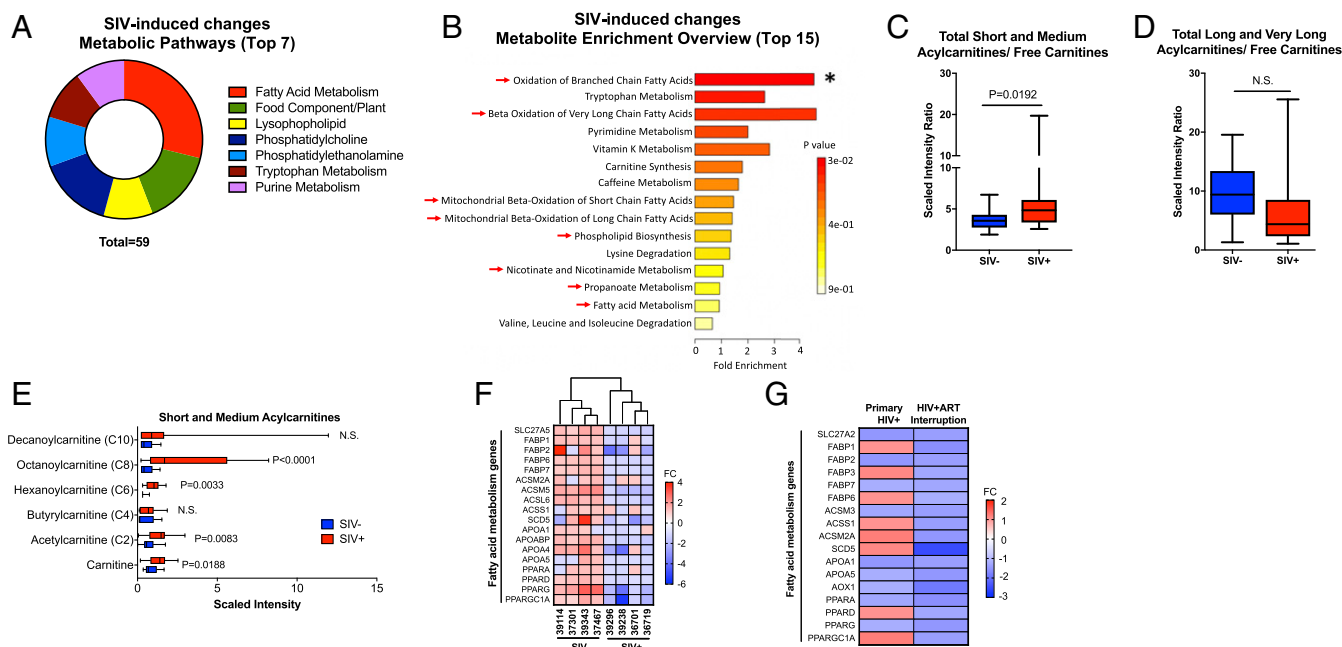 A
SIV-induced changes
Metabolic Pathways (Top 7)
Fatty Acid Metabolism
Food Component/Plant
Lysophopholipid
Phosphatidylcholine
Phosphatidylethanolamine
Tryptophan Metabolism
Purine Metabolism
Total=59
B
SIV-induced changes
Metabolite Enrichment Overview (Top 15)
Oxidation of Branched Chain Fatty Acids
*
Tryptophan Metabolism
Beta Oxidation of Very Long Chain Fatty Acids
Pyrimidine Metabolism
Vitamin K Metabolism
Carnitine Synthesis
Caffeine Metabolism
Mitochondrial Beta-Oxidation of Short Chain Fatty Acids
Mitochondrial Beta-Oxidation of Long Chain Fatty Acids
Phospholipid Biosynthesis
Lysine Degradation
Nicotinate and Nicotinamide Metabolism
Propanoate Metabolism
Fatty acid Metabolism
Valine, Leucine and Isoleucine Degradation
0 1 2 3 4
Fold Enrichment
P value
3e-02
4e-01
9e-01
C
Total Short and Medium
Acylcarnitines/ Free Carnitines
Scaled Intensity Ratio
30
20
10
10
5
0
P=0.0192
SIV- SIV+
D
Total Long and Very Long
Acylcarnitines/ Free Carnitines
Scaled Intensity Ratio
30
20
10
0
N.S.
SIV- SIV+
E
Short and Medium Acylcarnitines
Decanoylcarnitine (C10)
N.S.
Octanoylcarnitine (C8)
P<0.0001
Hexanoylcarnitine (C6)
P=0.0033
Butyrylcarnitine (C4)
N.S.
Acetylcarnitine (C2)
P=0.0083
Carnitine
P=0.0188
SIV-
SIV+
0 5 10 15
Scaled Intensity
F
Fatty metabolism genes
SLC27A5
FABP1
FABP2
FABP6
FABP7
ACSM2A
ACSM5
ACSL6
ACSS1
SCD5
APOA1
APOABP
APOA4
APOA5
PPARA
PPARD
PPARG
PPARGC1A
39114
37301
39343
37467
39296
39238
36701
36719
SIV- SIV+
FC
4
2
0
-2
-4
-6
G
Primary HIV+
HIV+ART Interruption
Fatty acid metabolism genes
SLC27A2
FABP1
FABP2
FABP3
FABP7
FABP6
ACSM3
ACSS1
ACSM2A
SCD5
APOA1
APOA5
AOX1
PPARA
PPARD
PPARG
PPARGC1A
FC
2
1
0
-1
-2
-3